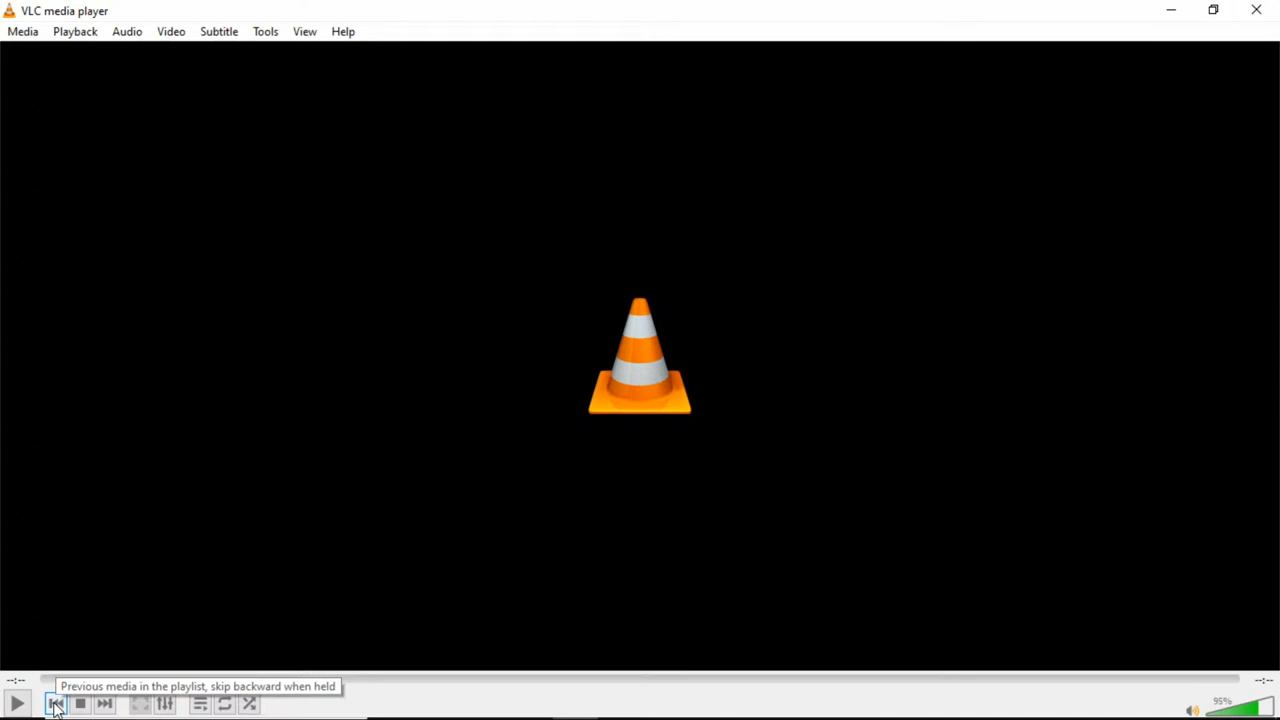 VLC media player
Media Playback Audio Video Subtitle Tools View Help
--:-- --:--
Previous media in the playlist, skip backward when held
95%